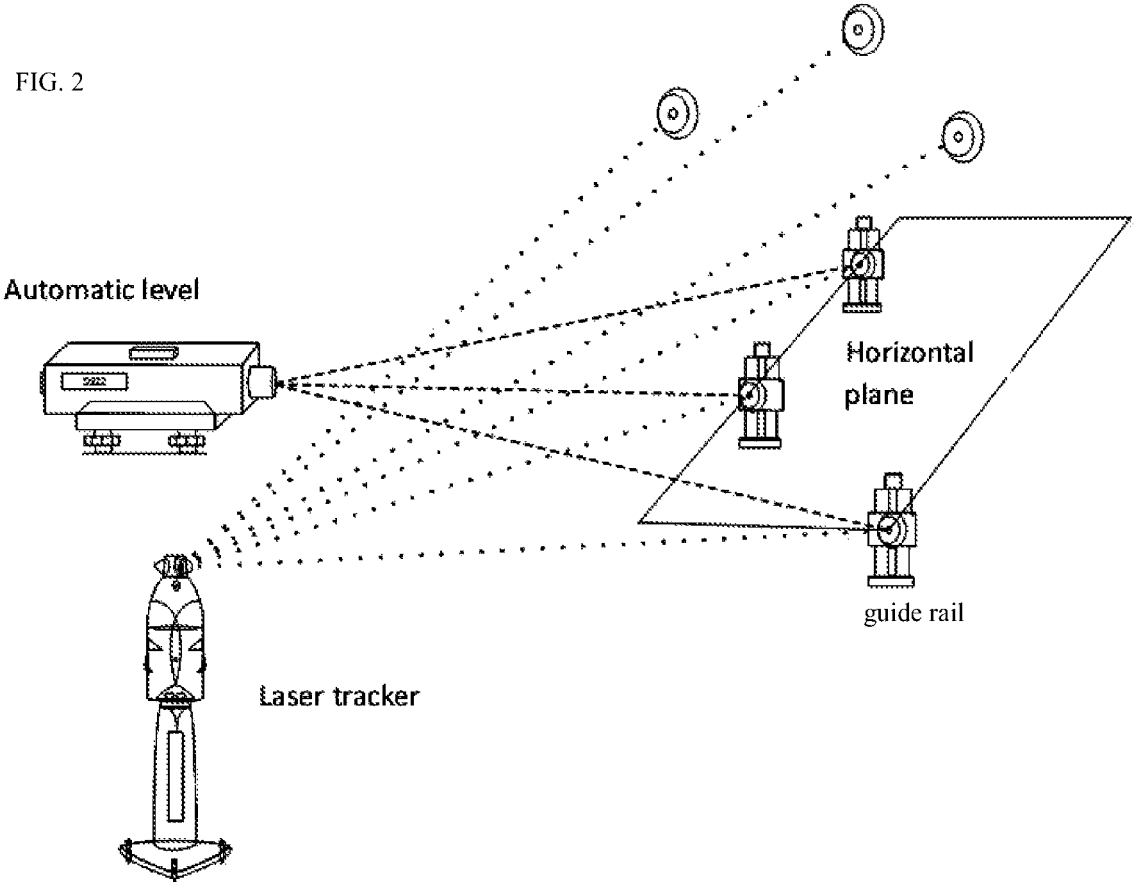 FIG. 2
Automatic level
Horizontal
plane
guide rail
Laser tracker